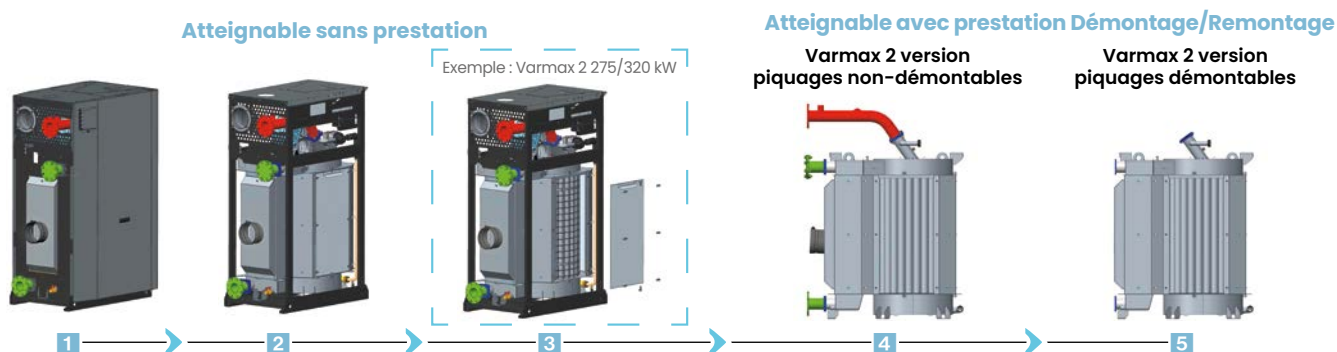 Atteignable sans prestation
Atteignable avec prestation Démontage/Remontage
Exemple : Varmax 2 275/320 kW
Varmax 2 version
piquages non-démontables
Varmax 2 version
piquages démontables
1
2
3
4
5